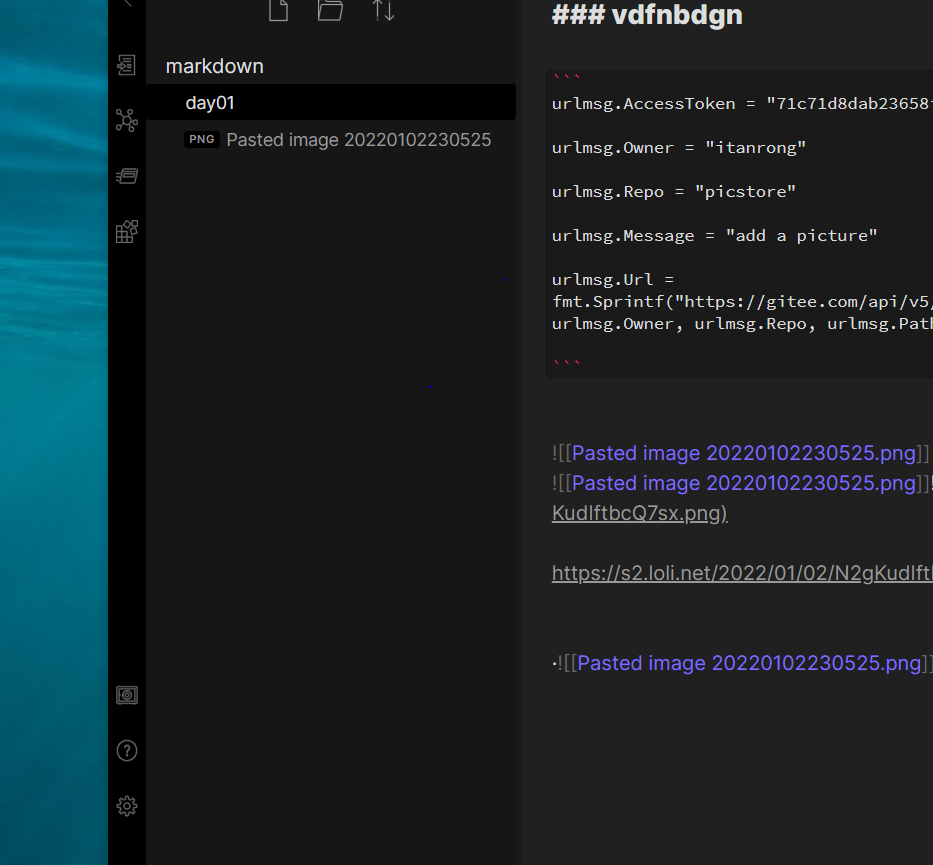 markdown
day01
PNG Pasted image 20220102230525
### vdfnbdgn
```
urlmsg.AccessToken = "71c71d8dab23658
urlmsg.Owner = "itanrong"
urlmsg.Repo = "picstore"
urlmsg.Message = "add a picture"
urlmsg.Url =
fmt.Sprintf("https://gitee.com/api/v5/
urlmsg.Owner, urlmsg.Repo, urlmsg.Path
```
![[Pasted image 20220102230525.png]]
![[Pasted image 20220102230525.png]]!
KudIftbcQ7sx.png)
https://s2.loli.net/2022/01/02/N2gKudIft
·![[Pasted image 20220102230525.png]]